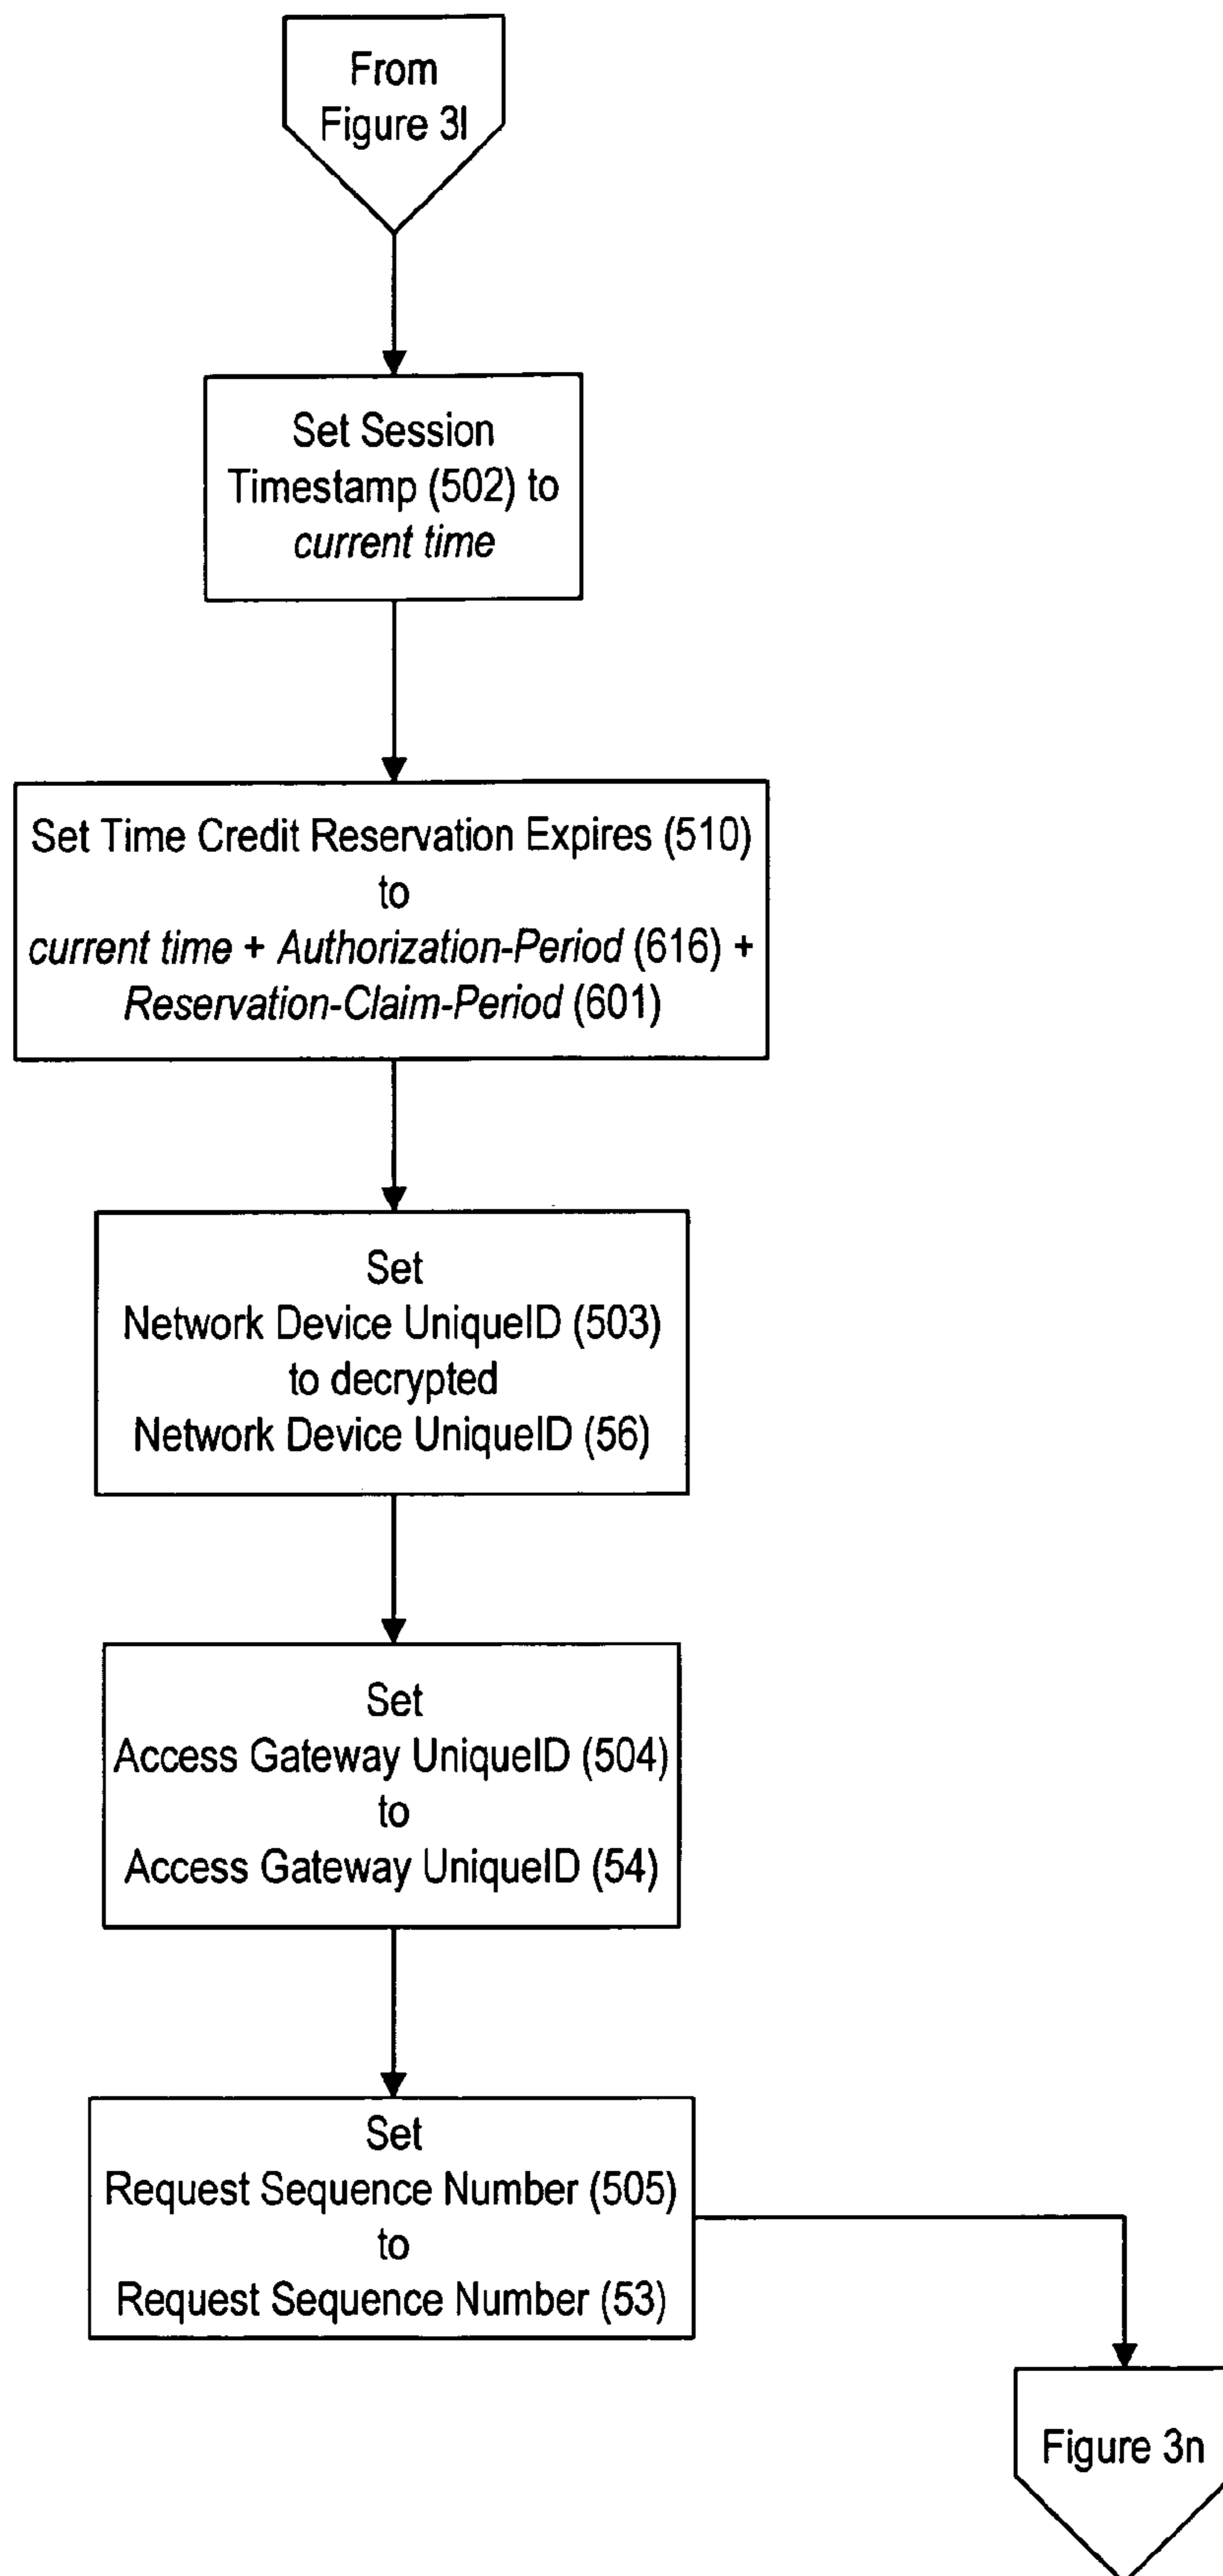 From
Figure 3l
Set Session
Timestamp (502) to
current time
Set Time Credit Reservation Expires (510)
to
current time + Authorization-Period (616) +
Reservation-Claim-Period (601)
Set
Network Device UniqueID (503)
to decrypted
Network Device UniqueID (56)
Set
Access Gateway UniqueID (504)
to
Access Gateway UniqueID (54)
Set
Request Sequence Number (505)
to
Request Sequence Number (53)
Figure 3n